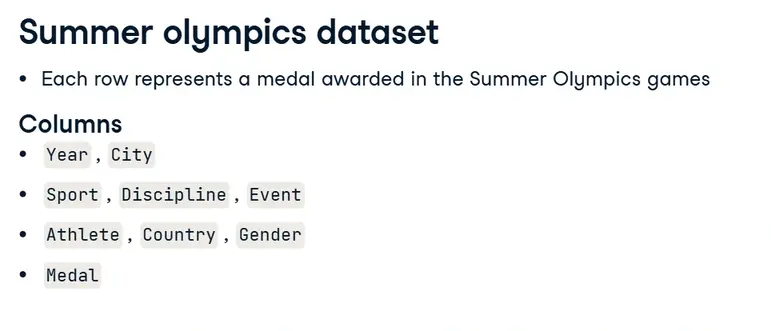 Summer olympics dataset
• Each row represents a medal awarded in the Summer Olympics games
Columns
• Year , City
• Sport , Discipline , Event
• Athlete , Country , Gender
• Medal